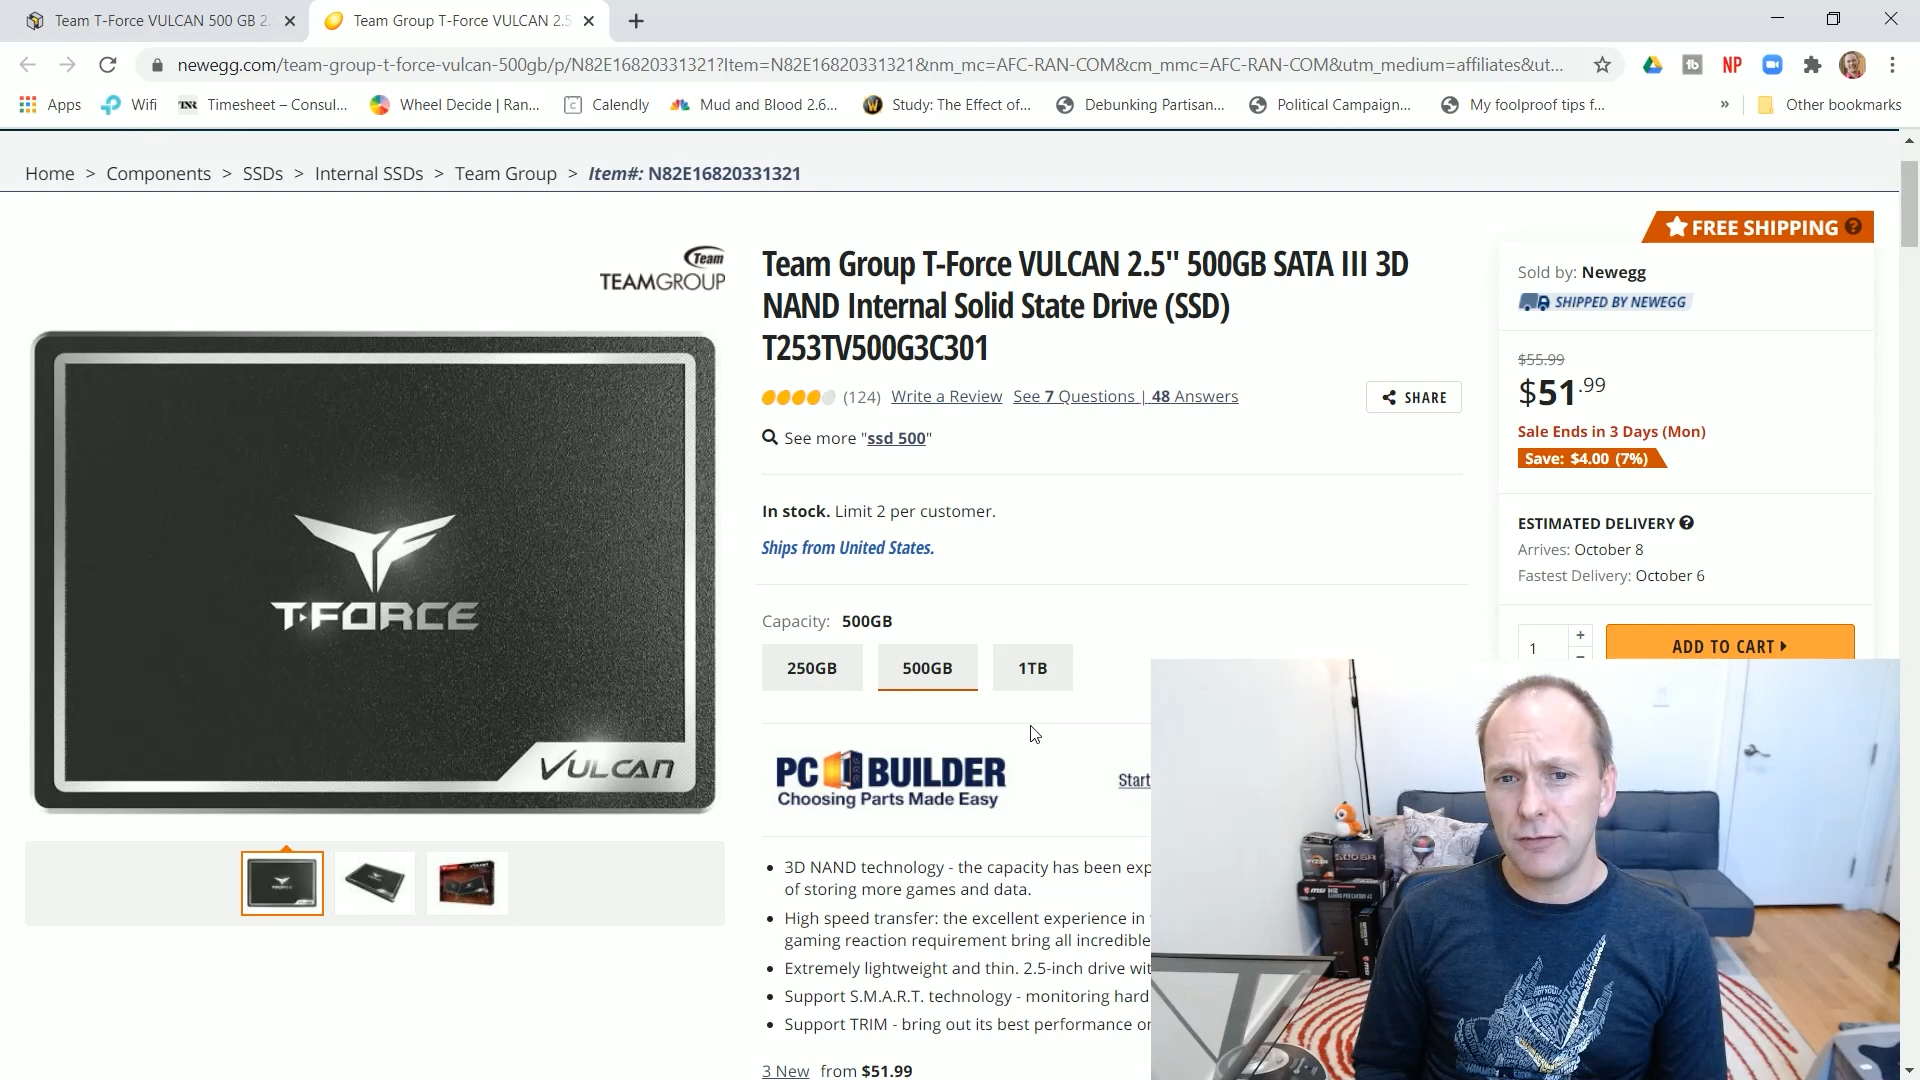 Team T-Force VULCAN 500 GB 2.
Team Group T-Force VULCAN 2.5
newegg.com/team-group-t-force-vulcan-500gb/p/N82E16820331321?Item=N82E16820331321&nm_mc=AFC-RAN-COM&cm_mmc=AFC-RAN-COM&utm_medium=affiliates&ut...
tb
NP
Apps
Wifi
TNR
Timesheet – Consul...
Wheel Decide | Ran...
Calendly
Mud and Blood 2.6...
Study: The Effect of...
Debunking Partisan...
Political Campaign...
My foolproof tips f...
»
Other bookmarks
Home > Components > SSDs > Internal SSDs > Team Group > Item#: N82E16820331321
FREE SHIPPING ?
Team
TEAMGROUP
Team Group T-Force VULCAN 2.5" 500GB SATA III 3D
NAND Internal Solid State Drive (SSD)
T253TV500G3C301
(124) Write a Review See 7 Questions | 48 Answers
SHARE
See more "ssd 500"
Sold by: Newegg
SHIPPED BY NEWEGG
$55.99
$51.99
Sale Ends in 3 Days (Mon)
Save: $4.00 (7%)
In stock. Limit 2 per customer.
Ships from United States.
ESTIMATED DELIVERY ?
Arrives: October 8
Fastest Delivery: October 6
Capacity: 500GB
250GB
500GB
1TB
1
+
−
ADD TO CART
T-FORCE
VULCAN
PC BUILDER
Choosing Parts Made Easy
Start
3D NAND technology - the capacity has been exp
of storing more games and data.
High speed transfer: the excellent experience in
gaming reaction requirement bring all incredible
Extremely lightweight and thin. 2.5-inch drive wit
Support S.M.A.R.T. technology - monitoring hard
Support TRIM - bring out its best performance on
3 New from $51.99
RYZEN
500GB
msi